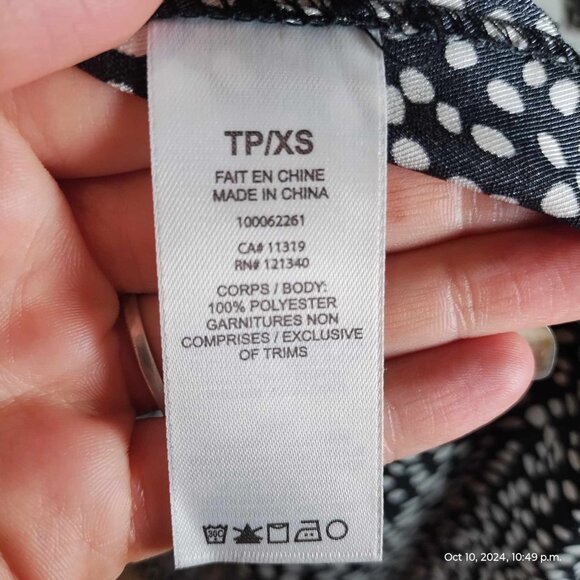 TP/XS
FAIT EN CHINE
MADE IN CHINA
100062261
CA# 11319
RN# 121340
CORPS / BODY:
100% POLYESTER
GARNITURES NON
COMPRISES / EXCLUSIVE
OF TRIMS
30C
Oct 10, 2024, 10:49 p.m.